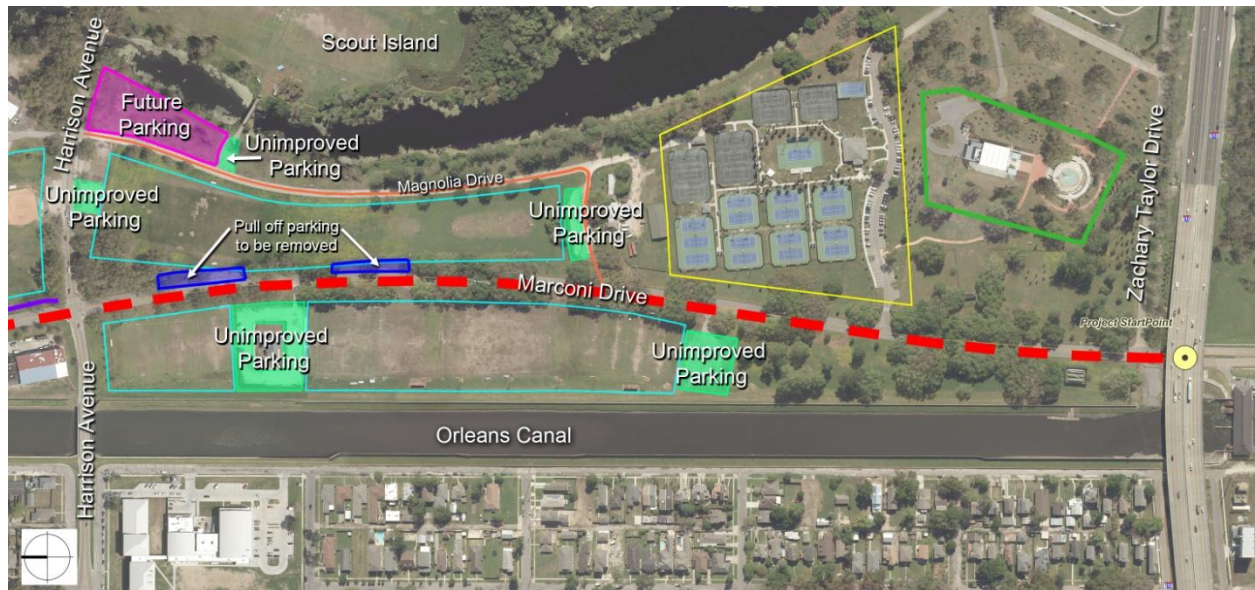 Scout Island
Harrison Avenue
Future
Parking
Unimproved
Parking
Magnolia Drive
Unimproved
Parking
Unimproved
Parking
Pull off parking
to be removed
Marconi Drive
Zachary Taylor Drive
Project StartPoint
Unimproved
Parking
Unimproved
Parking
Orleans Canal
Harrison Avenue